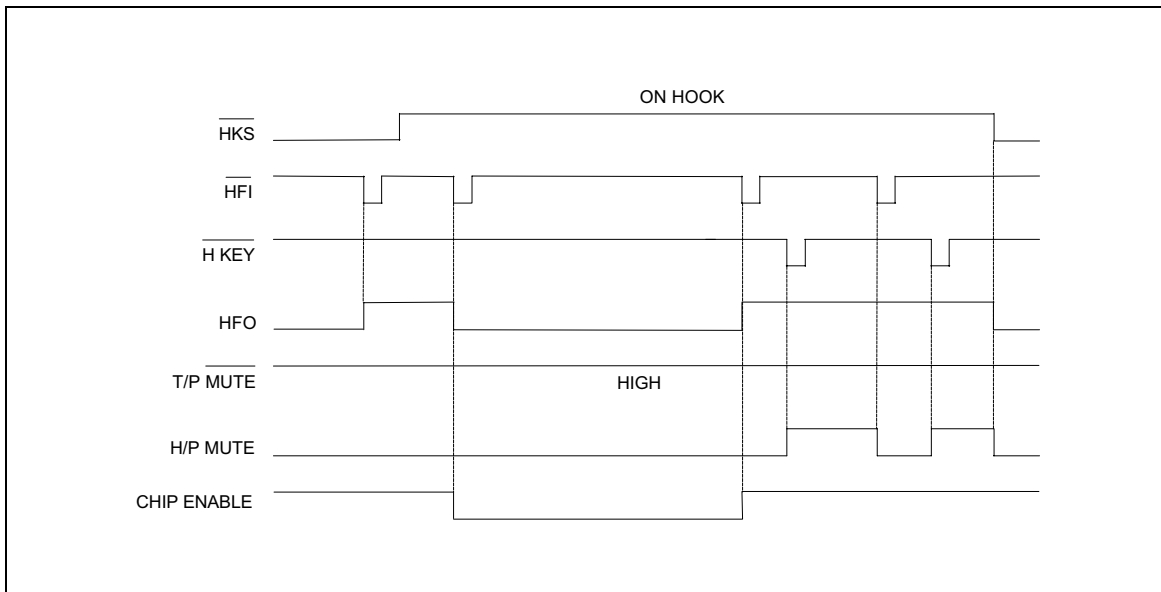 ON HOOK
HKS
HFI
H KEY
HFO
T/P MUTE
HIGH
H/P MUTE
CHIP ENABLE